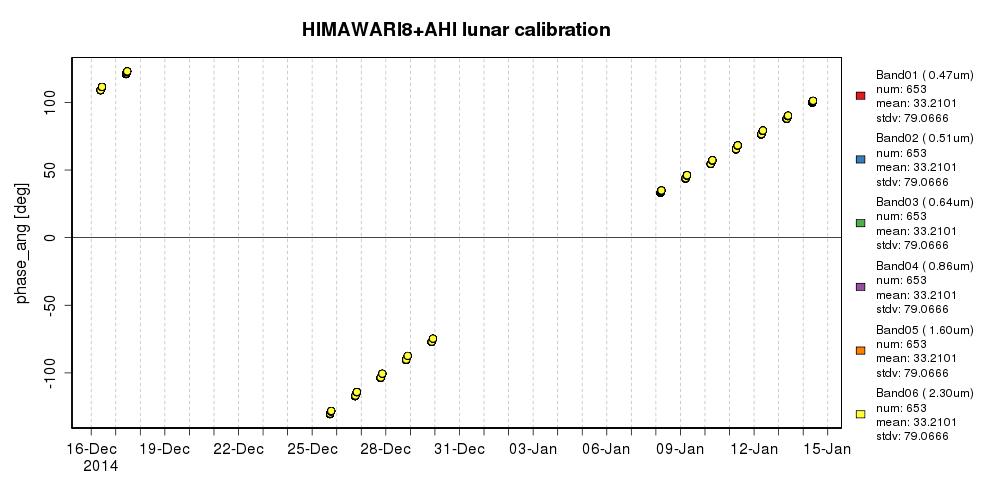 HIMAWARI8+AHI lunar calibration
phase_ang [deg]
100
50
0
-50
-100
16-Dec
2014
19-Dec
22-Dec
25-Dec
28-Dec
31-Dec
03-Jan
06-Jan
09-Jan
12-Jan
15-Jan
Band01 ( 0.47um)
num: 653
mean: 33.2101
stdv: 79.0666
Band02 ( 0.51um)
num: 653
mean: 33.2101
stdv: 79.0666
Band03 ( 0.64um)
num: 653
mean: 33.2101
stdv: 79.0666
Band04 ( 0.86um)
num: 653
mean: 33.2101
stdv: 79.0666
Band05 ( 1.60um)
num: 653
mean: 33.2101
stdv: 79.0666
Band06 ( 2.30um)
num: 653
mean: 33.2101
stdv: 79.0666